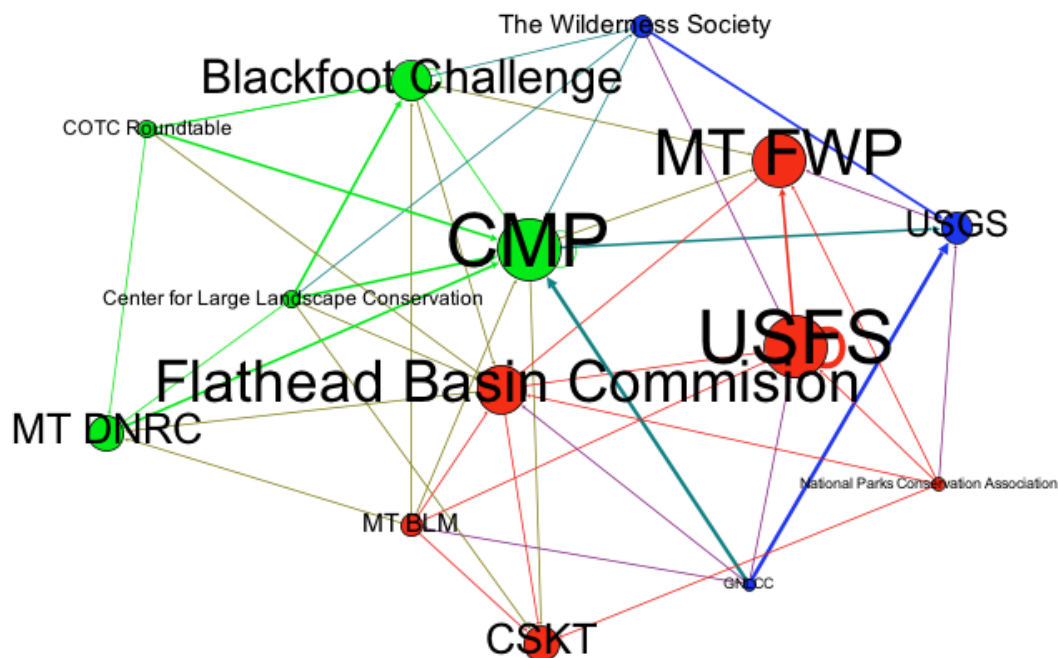 The Wilderness Society
Blackfoot Challenge
COTC Roundtable
MT FWP
USGS
CMP
Center for Large Landscape Conservation
USFS
Flathead Basin Commision
MT DNRC
National Parks Conservation Association
MT BLM
GNLCC
CSKT